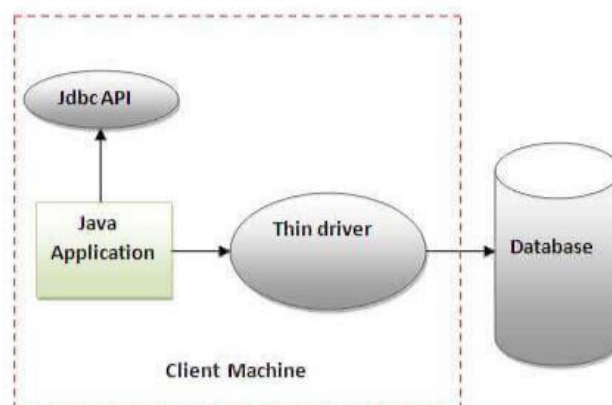 Jdbc API
Java
Application
Thin driver
Database
Client Machine